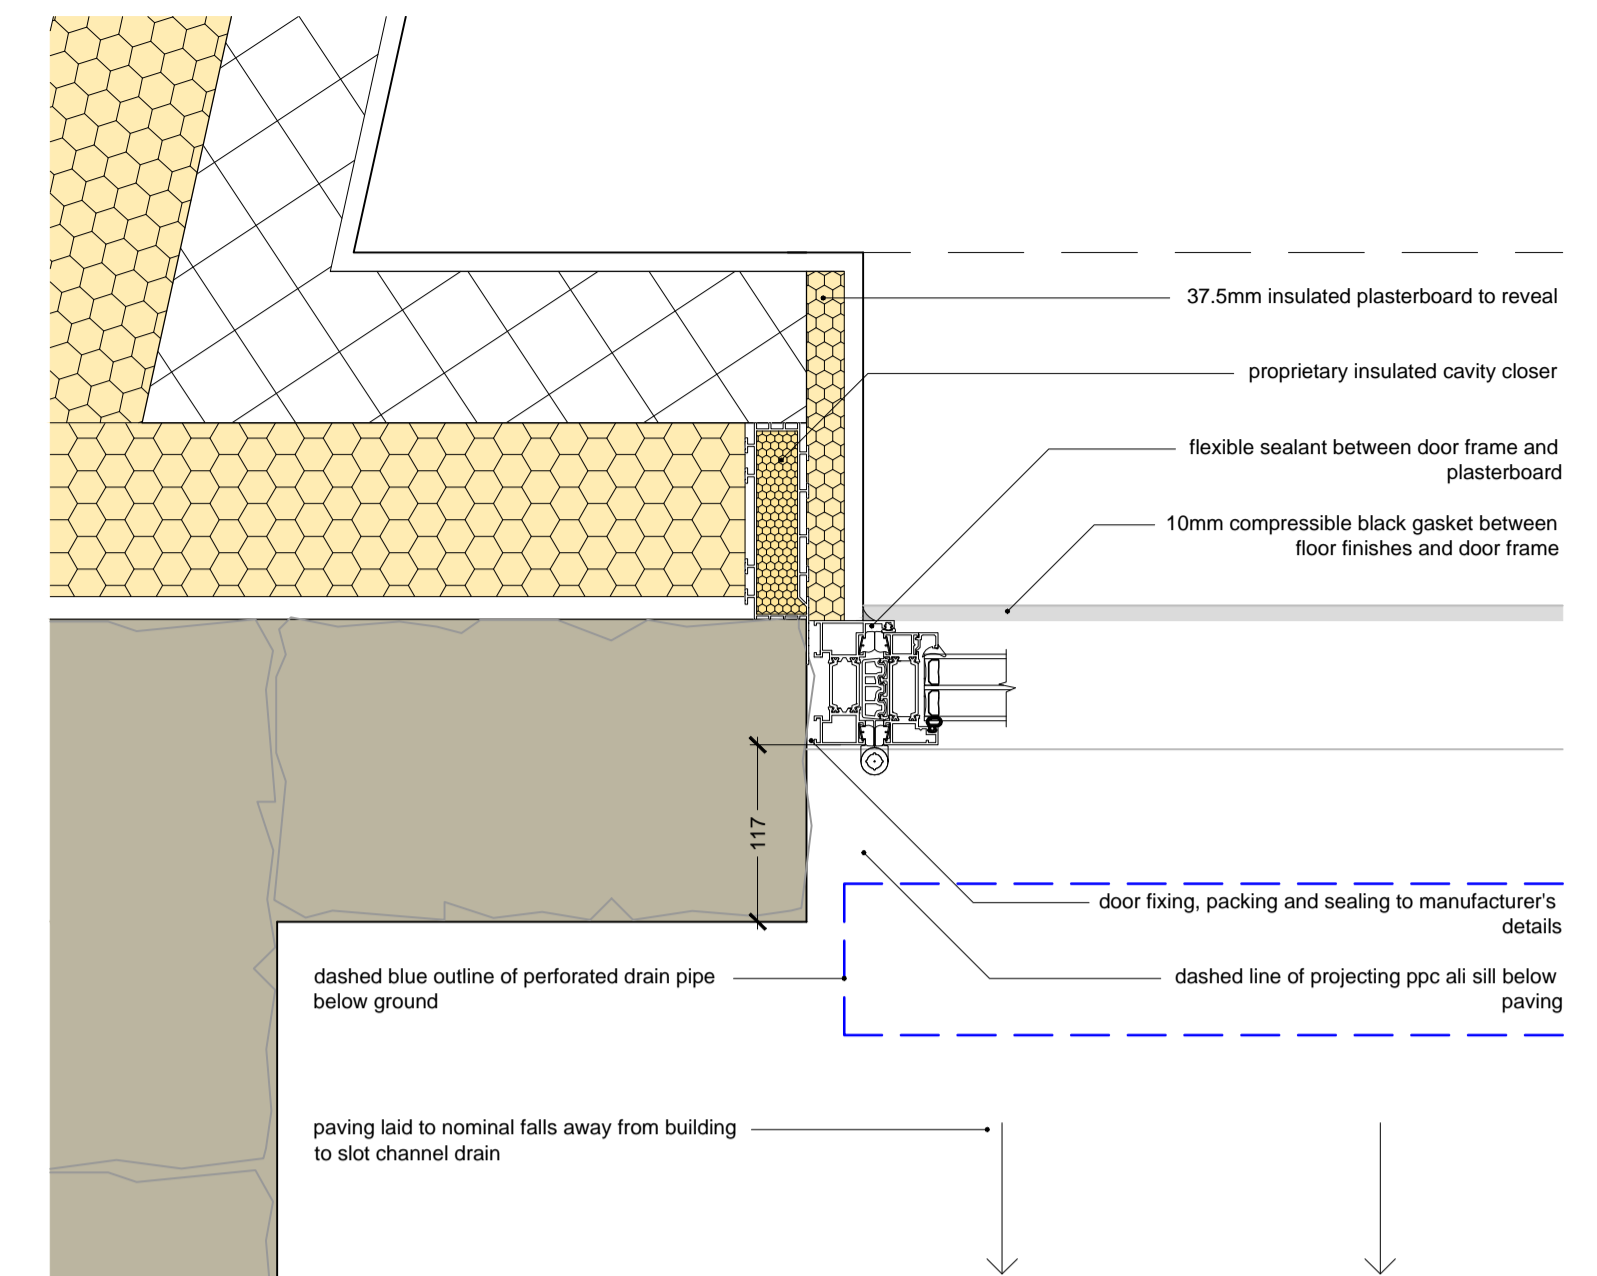 37.5mm insulated plasterboard to reveal
proprietary insulated cavity closer
flexible sealant between door frame and
plasterboard
10mm compressible black gasket between
floor finishes and door frame
117
door fixing, packing and sealing to manufacturer's
details
dashed blue outline of perforated drain pipe
below ground
dashed line of projecting ppc ali sill below
paving
paving laid to nominal falls away from building
to slot channel drain